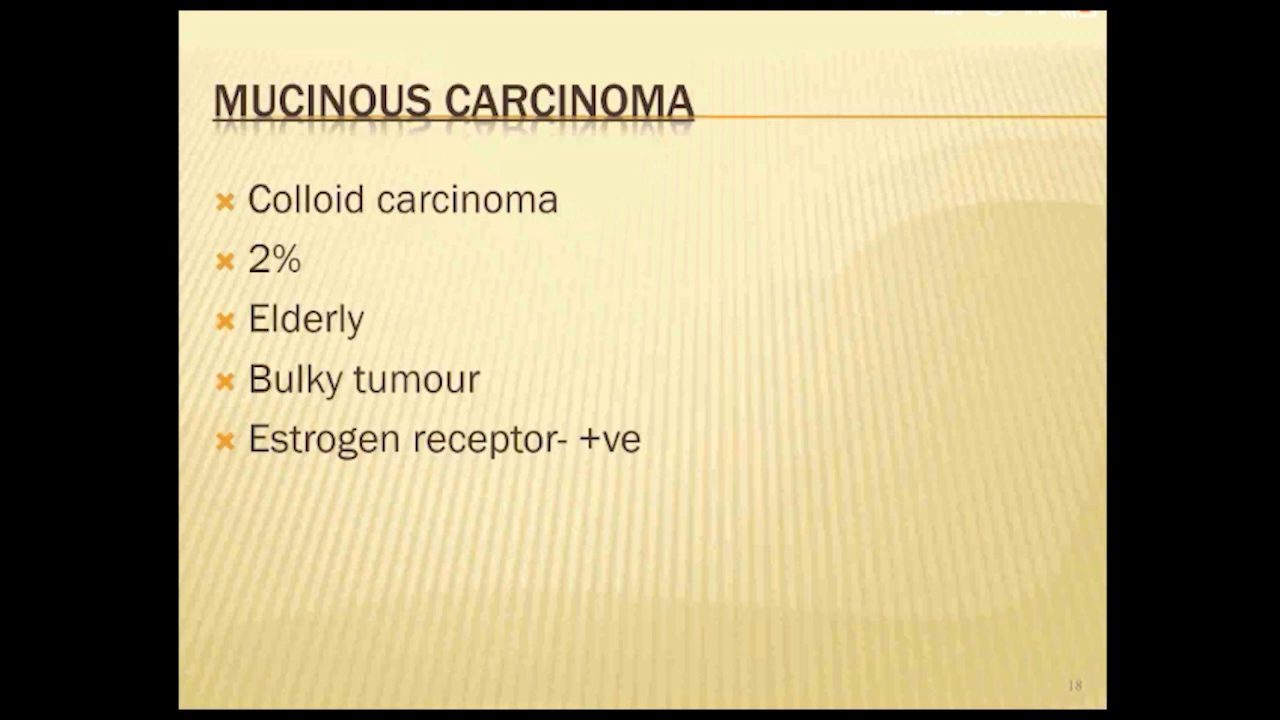 MUCINOUS CARCINOMA
Colloid carcinoma
2%
Elderly
Bulky tumour
Estrogen receptor- +ve
18